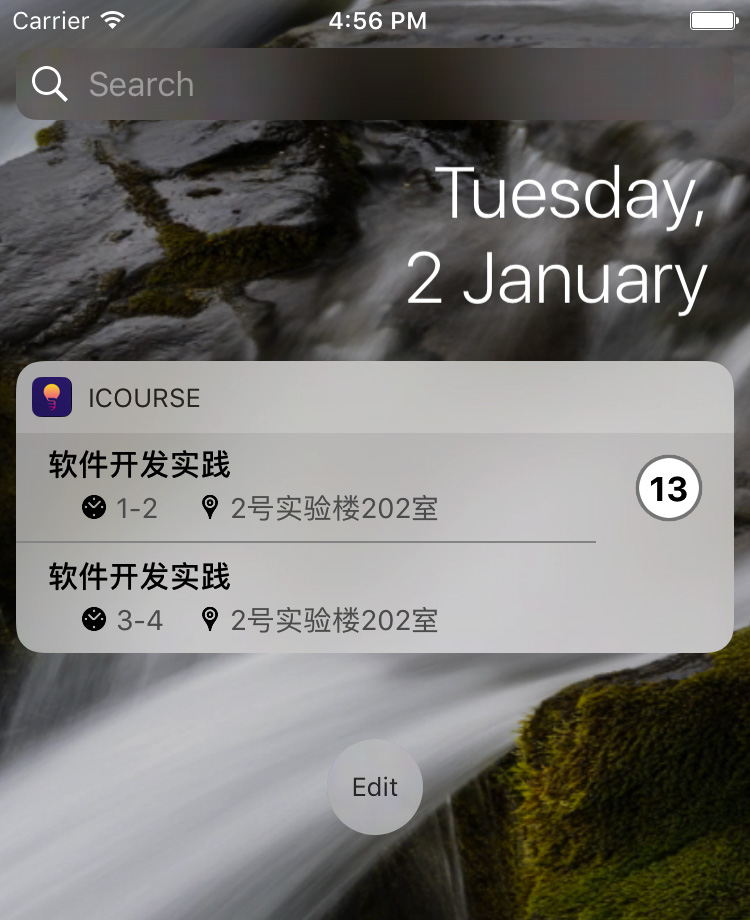 Carrier 4:56 PM
Search
Tuesday,
2 January
ICOURSE
软件开发实践
1-2 2号实验楼202室
13
软件开发实践
3-4 2号实验楼202室
Edit